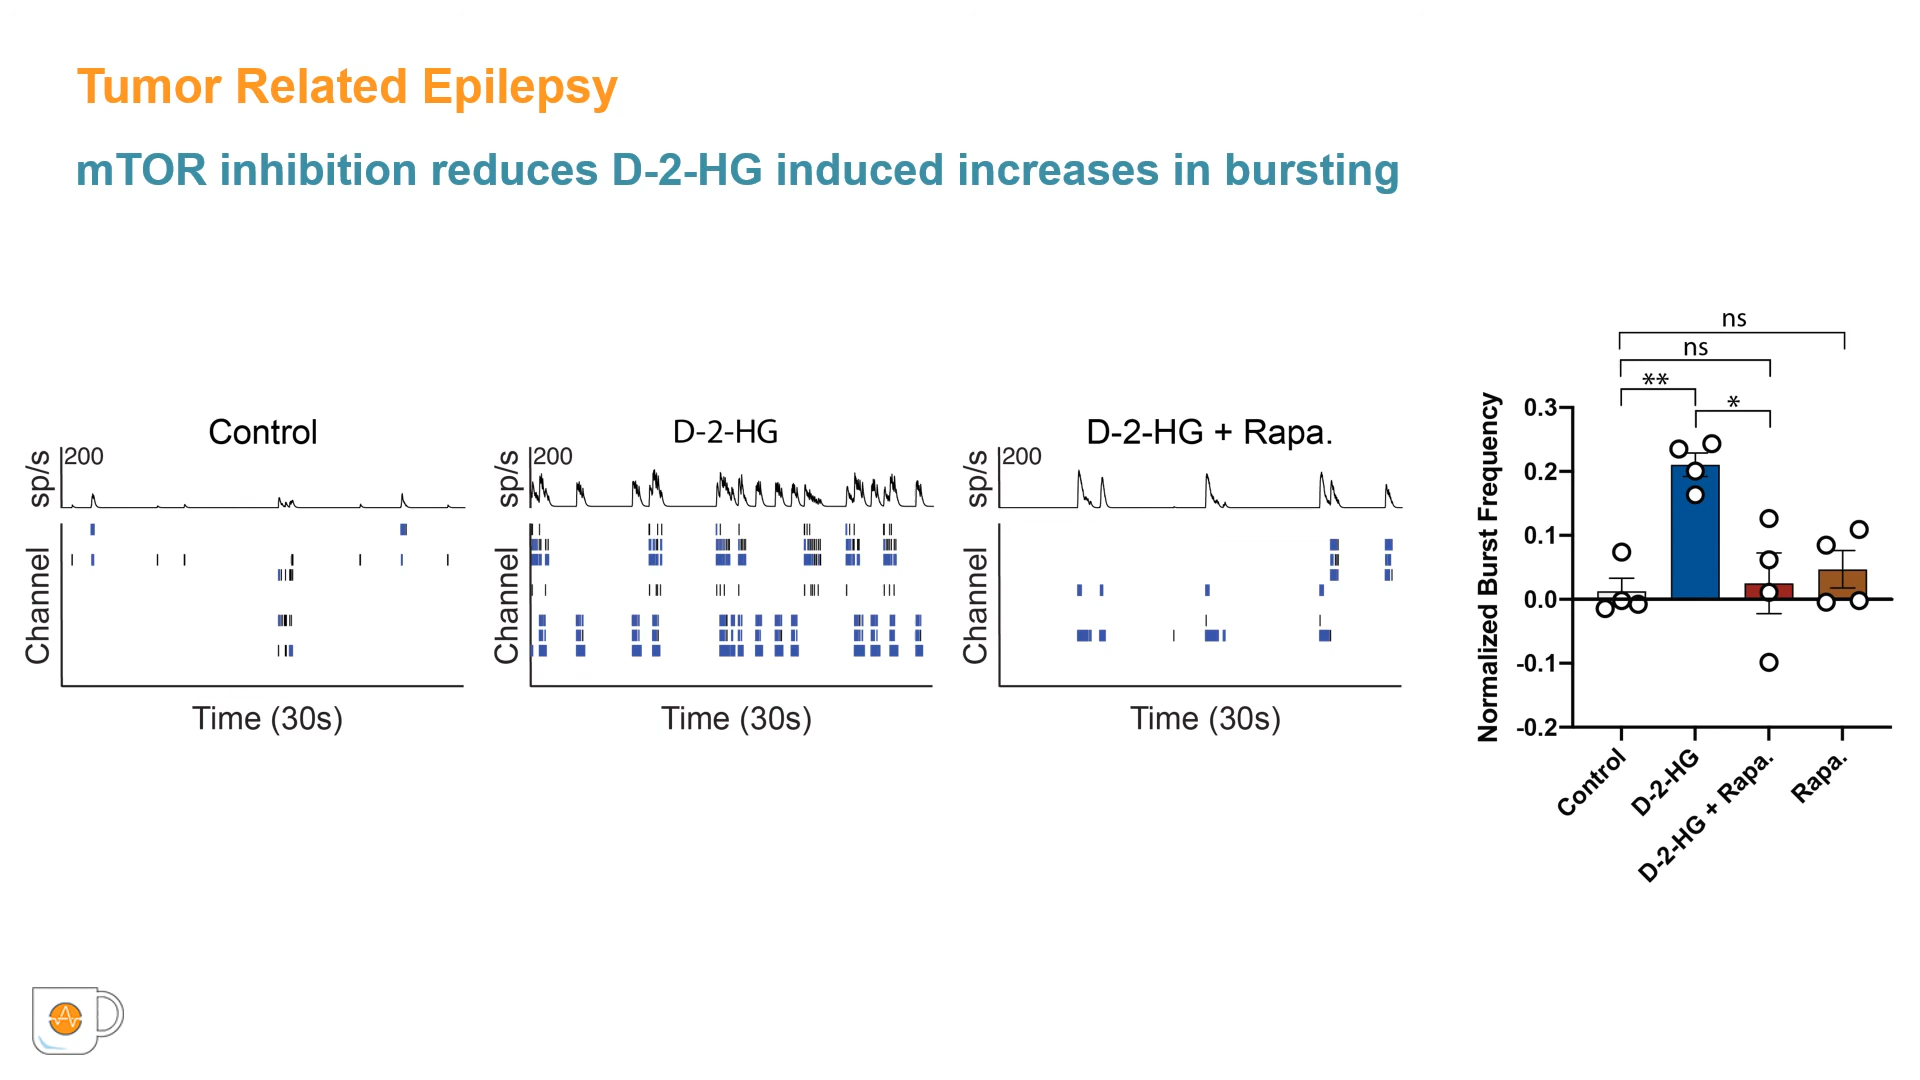 Tumor Related Epilepsy
mTOR inhibition reduces D-2-HG induced increases in bursting
Control
sp/s
200
Channel
Time (30s)
D-2-HG
sp/s
200
Channel
Time (30s)
D-2-HG + Rapa.
sp/s
200
Channel
Time (30s)
ns
ns
**
*
Normalized Burst Frequency
0.3
0.2
0.1
0.0
-0.1
-0.2
Control
D-2-HG
D-2-HG + Rapa.
Rapa.